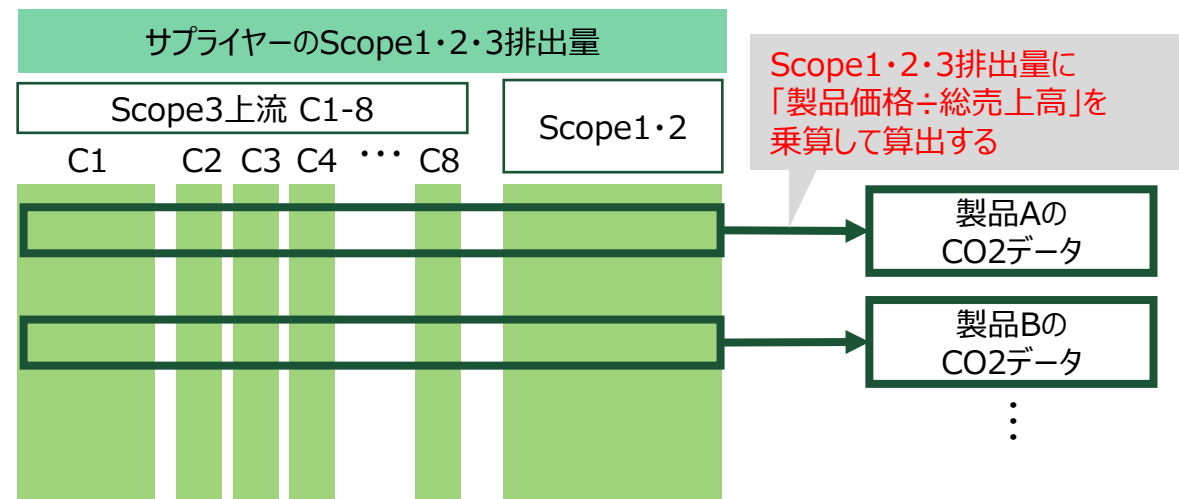 サプライヤーのScope1・2・3排出量
Scope1・2・3排出量に
「製品価格÷総売上高」を
乗算して算出する
Scope3上流 C1-8
Scope1・2
C1 C2 C3 C4 … C8
製品Aの
CO2データ
製品Bの
CO2データ
⋮